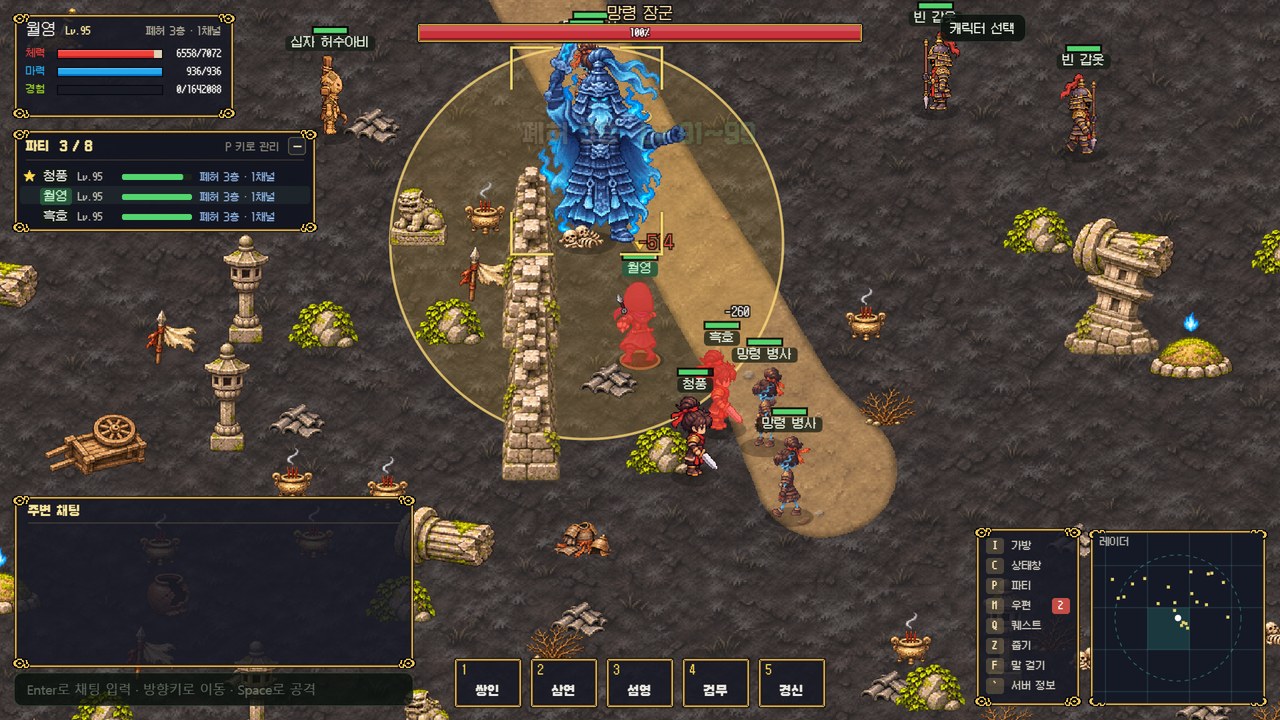 월영 Lv.95 폐허 3층 · 1채널
체력 6558/7072
마력 936/936
경험 0/1642088
파티 3 / 8 P 키로 관리
청풍 Lv.95 폐허 3층 · 1채널
월영 Lv.95 폐허 3층 · 1채널
흑호 Lv.95 폐허 3층 · 1채널
망령 장군
100%
십자 허수아비
빈 갑옷
캐릭터 선택
빈 갑옷
월영
-260
흑호
망령 병사
청풍
망령 병사
주변 채팅
Enter로 채팅 입력 · 방향키로 이동 · Space로 공격
1 쌍인
2 삼연
3 섬영
4 검무
5 경신
I 가방
C 상태창
P 파티
M 우편 2
Q 퀘스트
Z 줍기
F 말 걸기
` 서버 정보
레이더